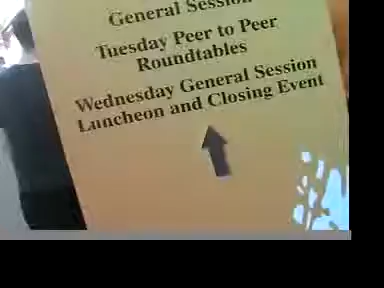 General Session
Tuesday Peer to Peer
Roundtables
Wednesday General Session
Luncheon and Closing Event